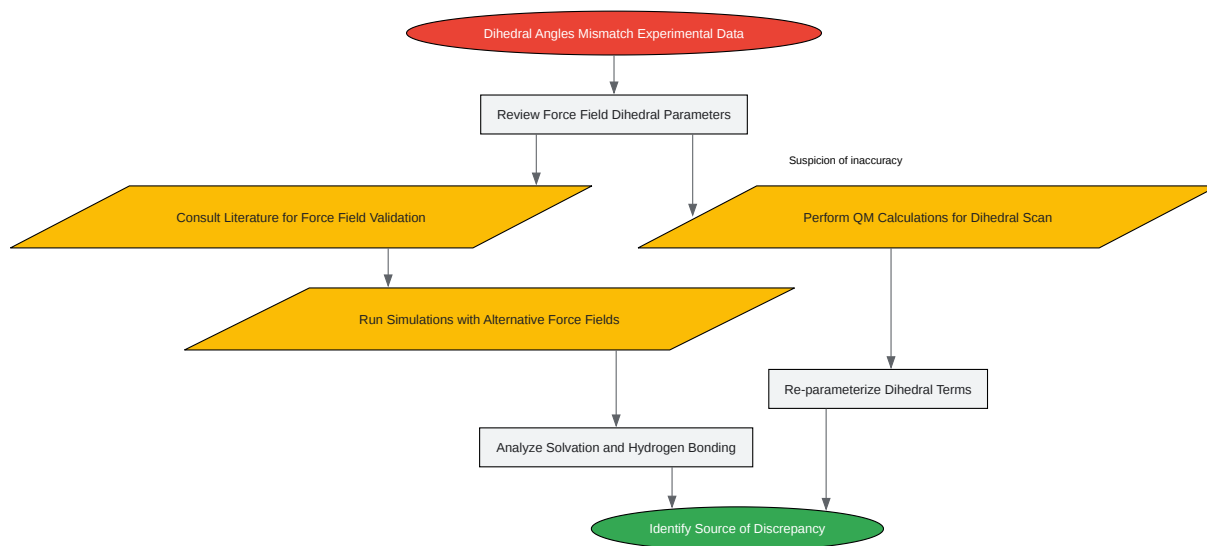 Dihedral Angles Mismatch Experimental Data
Review Force Field Dihedral Parameters
Suspicion of inaccuracy
Consult Literature for Force Field Validation
Perform QM Calculations for Dihedral Scan
Run Simulations with Alternative Force Fields
Re-parameterize Dihedral Terms
Analyze Solvation and Hydrogen Bonding
Identify Source of Discrepancy